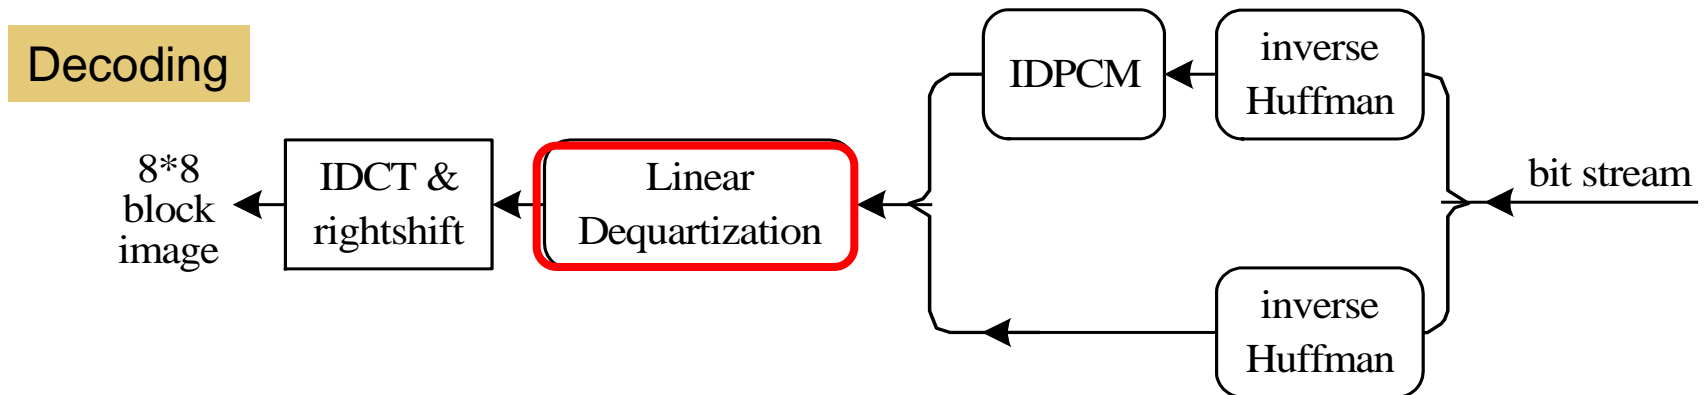 Decoding
8*8
block
image
IDCT &
rightshift
Linear
Dequartization
IDPCM
inverse
Huffman
bit stream
inverse
Huffman